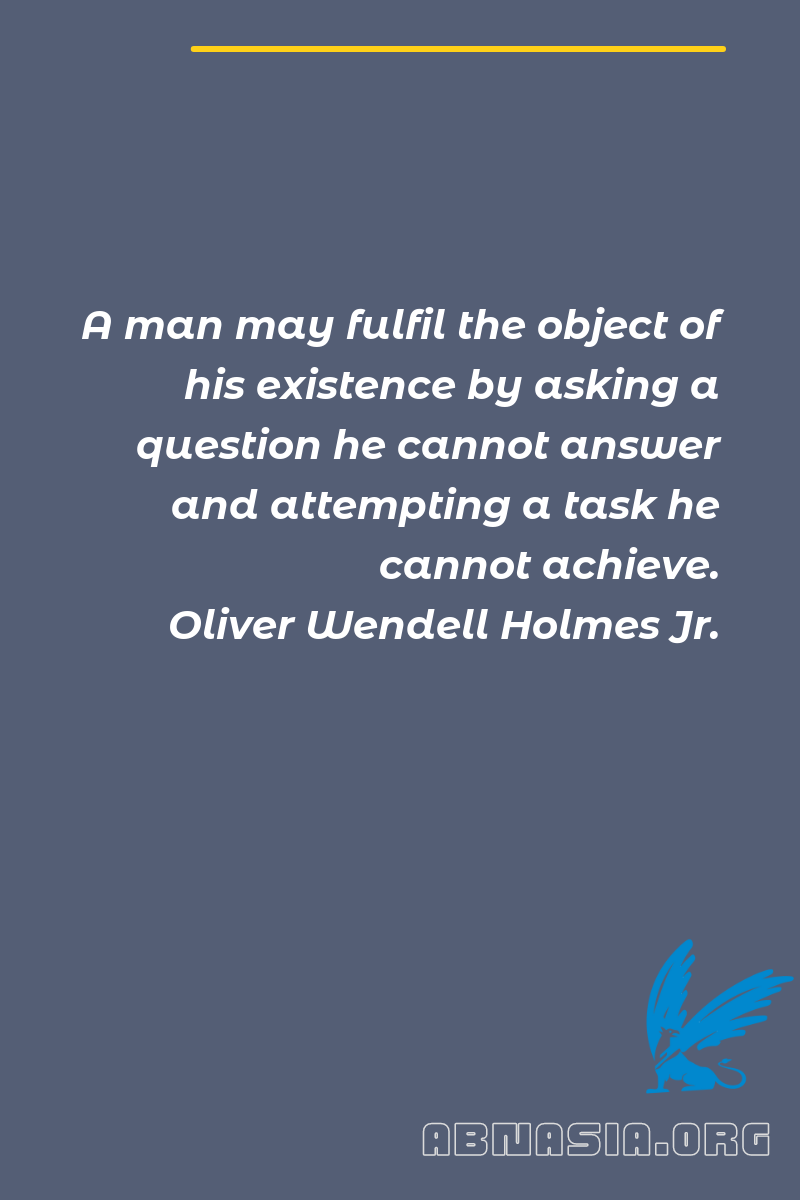 A man may fulfil the object of
his existence by asking a
question he cannot answer
and attempting a task he
cannot achieve.
Oliver Wendell Holmes Jr.
ABNASIA.ORG